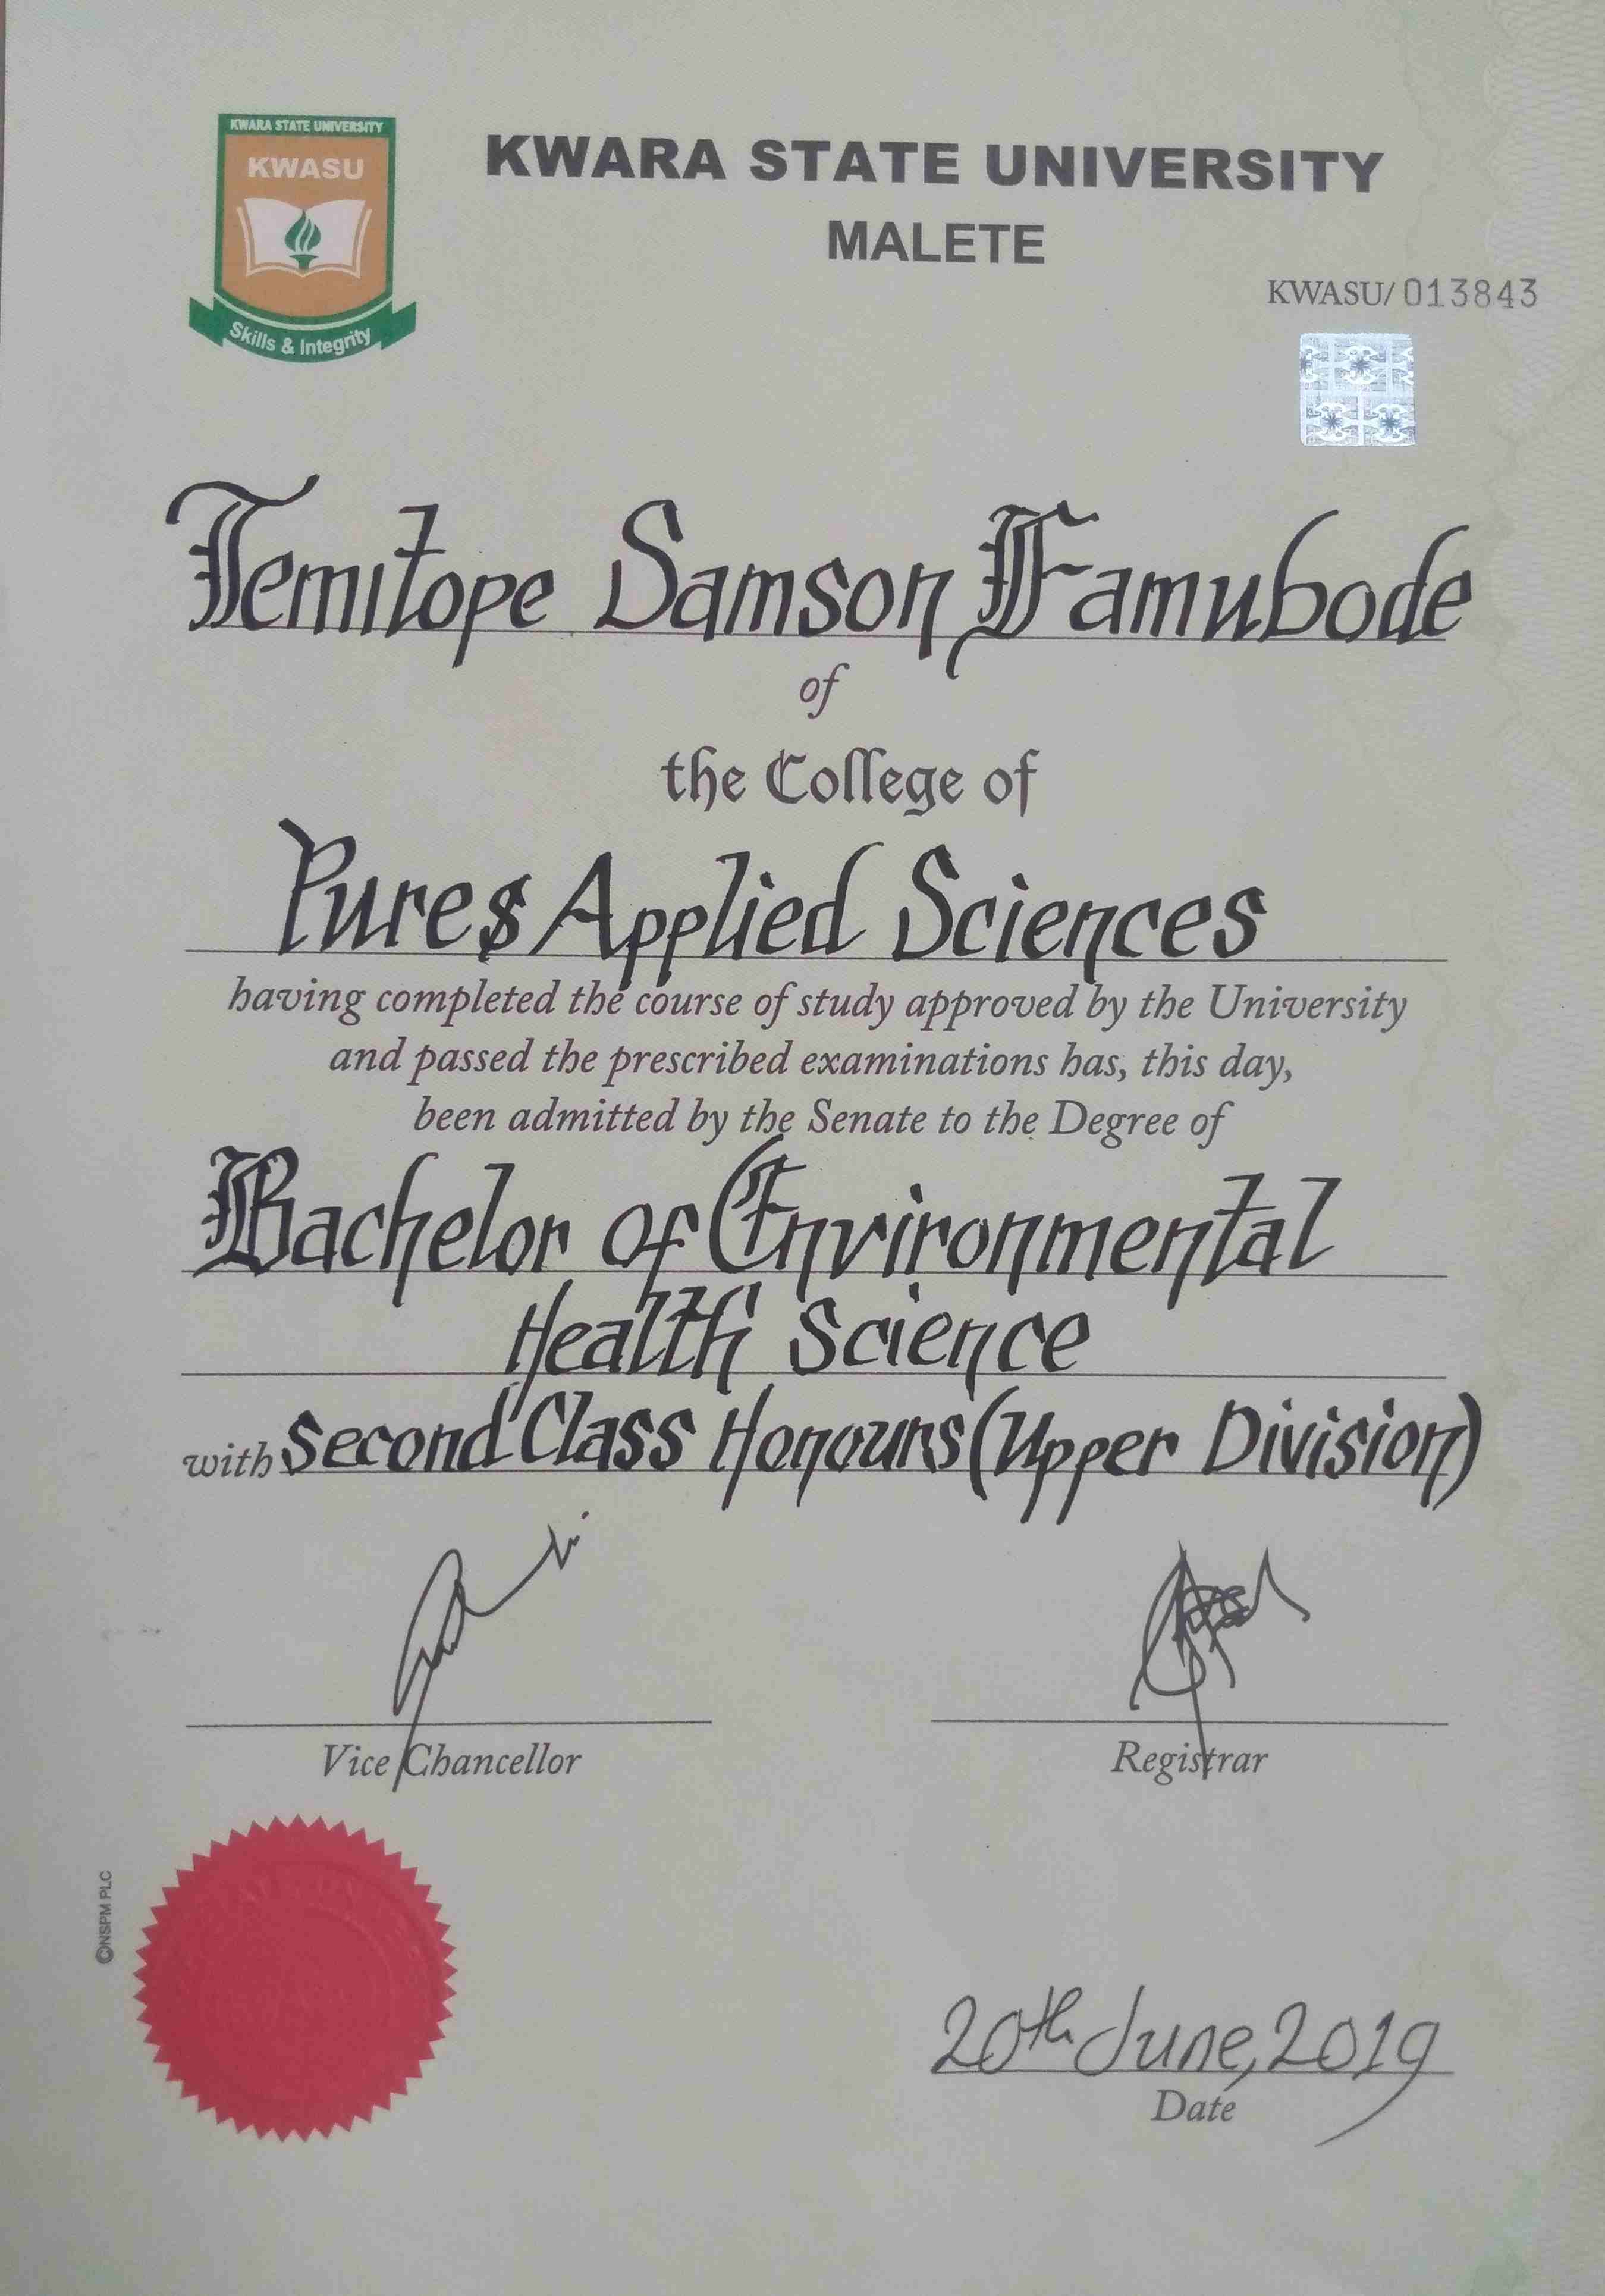 KWARA STATE UNIVERSITY
KWASU
Skills & Integrity
KWARA STATE UNIVERSITY
MALETE
KWASU/013843
Temitope Samson Famubode
of
the College of
Pure & Applied Sciences
having completed the course of study approved by the University
and passed the prescribed examinations has, this day,
been admitted by the Senate to the Degree of
Bachelor of Environmental
Health Science
with Second Class Honours (Upper Division)
Vice Chancellor
Registrar
©NSPM PLC
20th June, 2019
Date